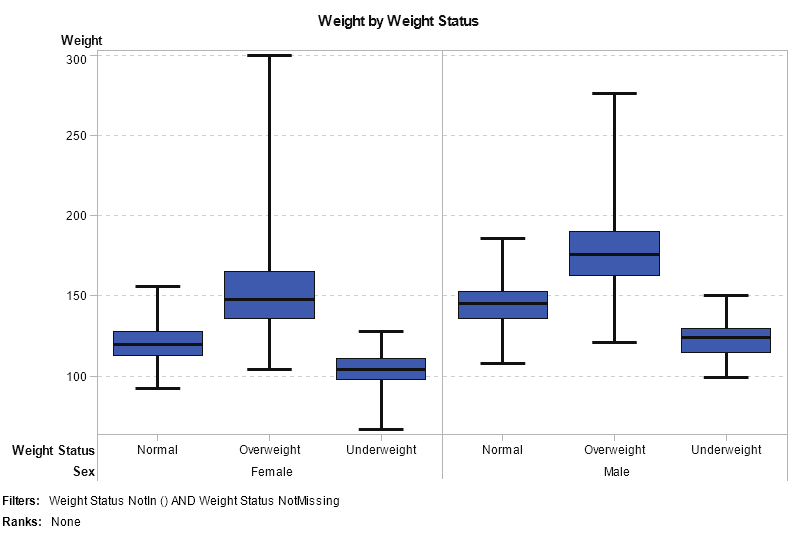 Weight by Weight Status
Weight
300
250
200
150
100
Weight Status Normal Overweight Underweight Normal Overweight Underweight
Sex Female Male
Filters: Weight Status NotIn () AND Weight Status NotMissing
Ranks: None